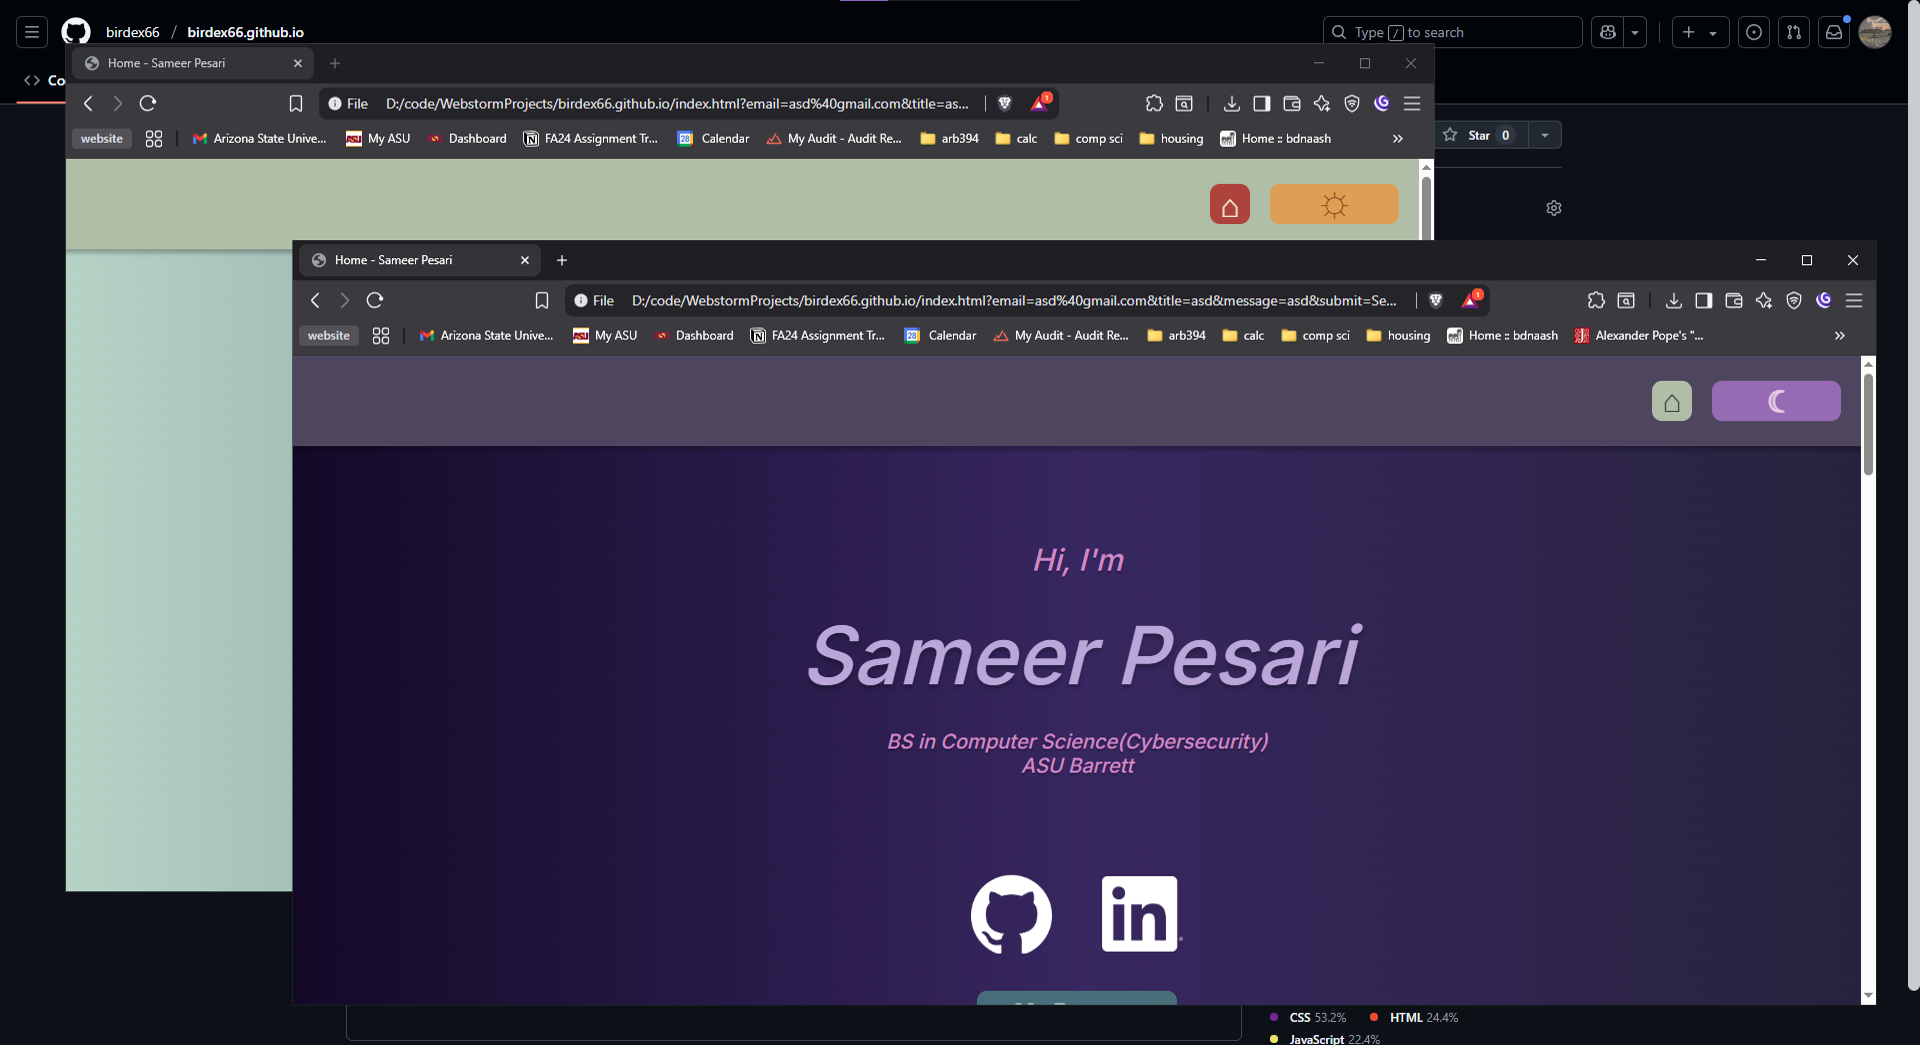 birdex66 / birdex66.github.io
Type / to search
Co
Star 0
Home - Sameer Pesari
File D:/code/WebstormProjects/birdex66.github.io/index.html?email=asd%40gmail.com&title=as...
1
website
Arizona State Unive...
My ASU
Dashboard
FA24 Assignment Tr...
28 Calendar
My Audit - Audit Re...
arb394
calc
comp sci
housing
Home :: bdnaash
Home - Sameer Pesari
File D:/code/WebstormProjects/birdex66.github.io/index.html?email=asd%40gmail.com&title=asd&message=asd&submit=Se...
1
website
Arizona State Unive...
My ASU
Dashboard
FA24 Assignment Tr...
28 Calendar
My Audit - Audit Re...
arb394
calc
comp sci
housing
Home :: bdnaash
Alexander Pope's "...
Hi, I'm
Sameer Pesari
BS in Computer Science(Cybersecurity)
ASU Barrett
in
CSS 53.2%
HTML 24.4%
JavaScript 22.4%